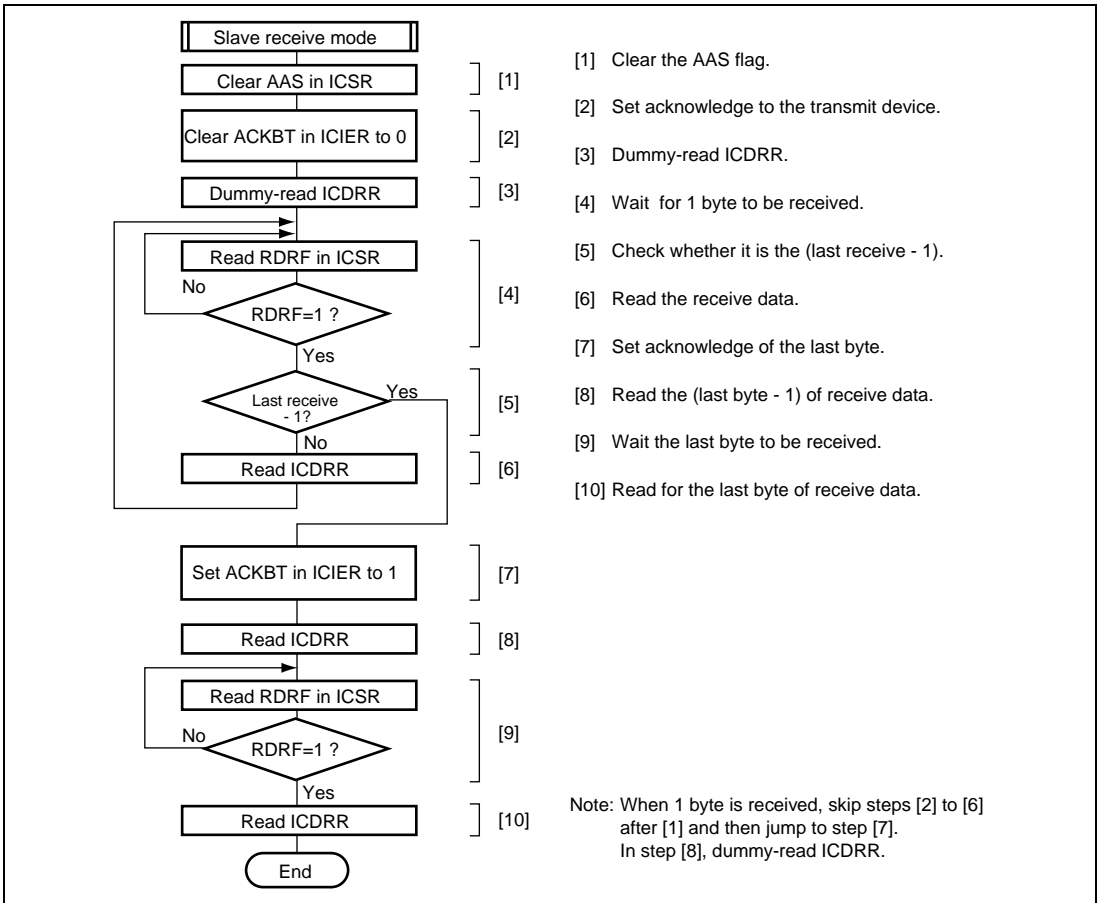 Slave receive mode
Clear AAS in ICSR
[1]
Clear ACKBT in ICIER to 0
[2]
Dummy-read ICDRR
[3]
Read RDRF in ICSR
No
RDRF=1 ?
[4]
Yes
Last receive
- 1?
Yes
[5]
No
Read ICDRR
[6]
Set ACKBT in ICIER to 1
[7]
Read ICDRR
[8]
Read RDRF in ICSR
No
RDRF=1 ?
[9]
Yes
Read ICDRR
[10]
End
[1] Clear the AAS flag.
[2] Set acknowledge to the transmit device.
[3] Dummy-read ICDRR.
[4] Wait for 1 byte to be received.
[5] Check whether it is the (last receive - 1).
[6] Read the receive data.
[7] Set acknowledge of the last byte.
[8] Read the (last byte - 1) of receive data.
[9] Wait the last byte to be received.
[10] Read for the last byte of receive data.
Note: When 1 byte is received, skip steps [2] to [6]
after [1] and then jump to step [7].
In step [8], dummy-read ICDRR.